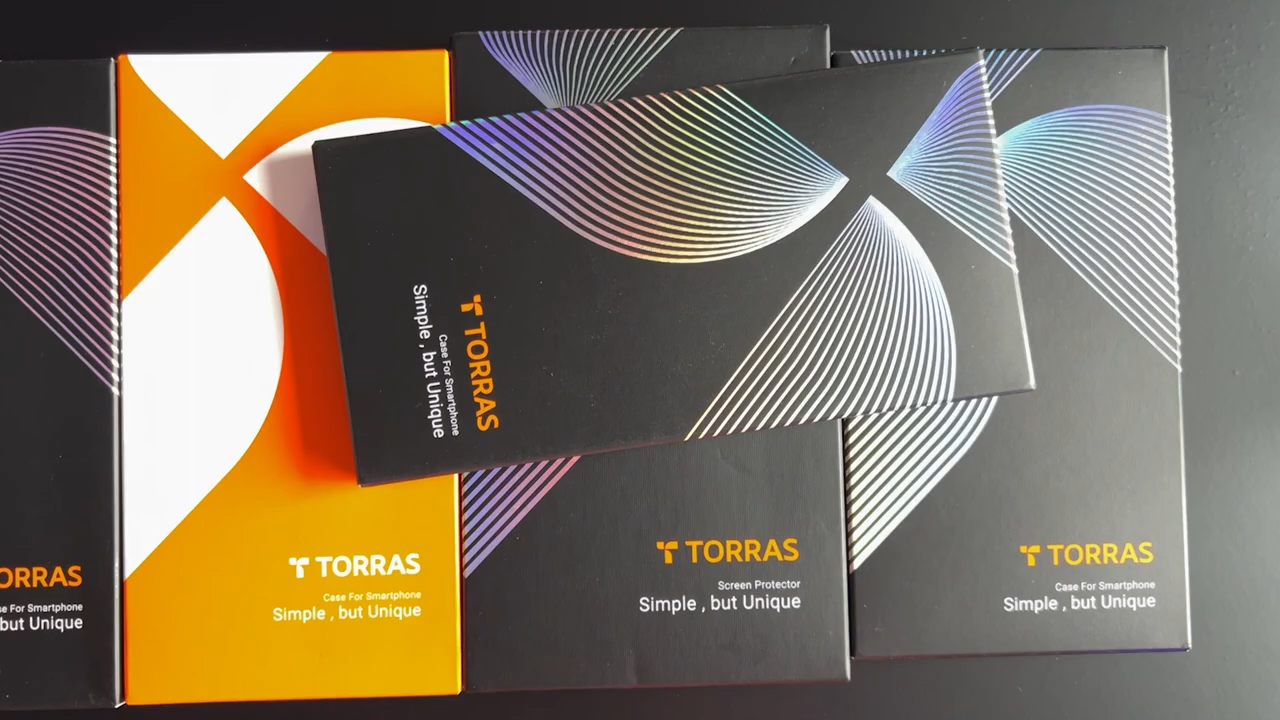 ORRAS
se For Smartphone
but Unique
TORRAS
Case For Smartphone
Simple , but Unique
TORRAS
Case For Smartphone
Simple , but Unique
TORRAS
Screen Protector
Simple , but Unique
TORRAS
Case For Smartphone
Simple , but Unique